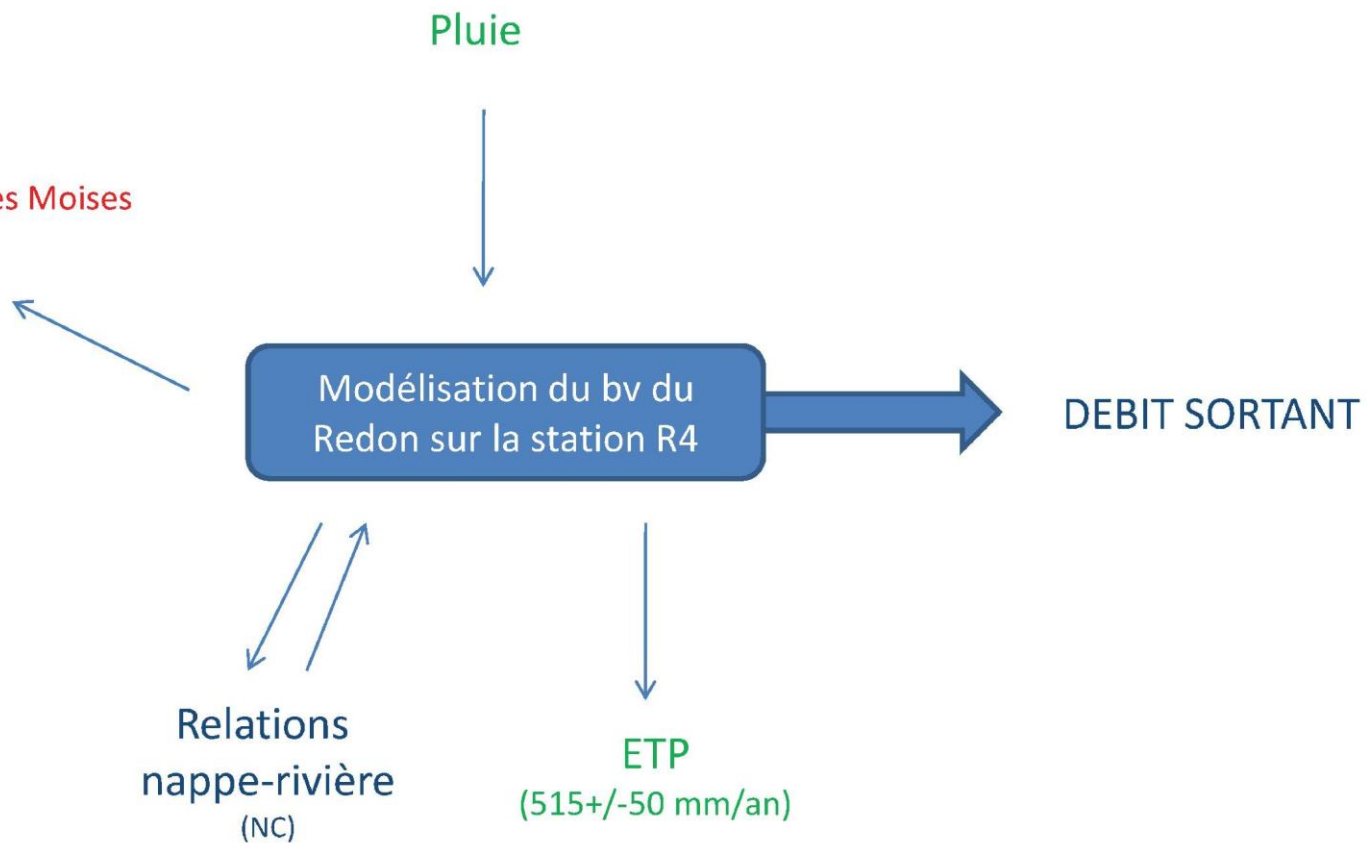 Pluie
es Moises
Modélisation du bv du
Redon sur la station R4
DEBIT SORTANT
Relations
nappe-rivière
(NC)
ETP
(515+/-50 mm/an)